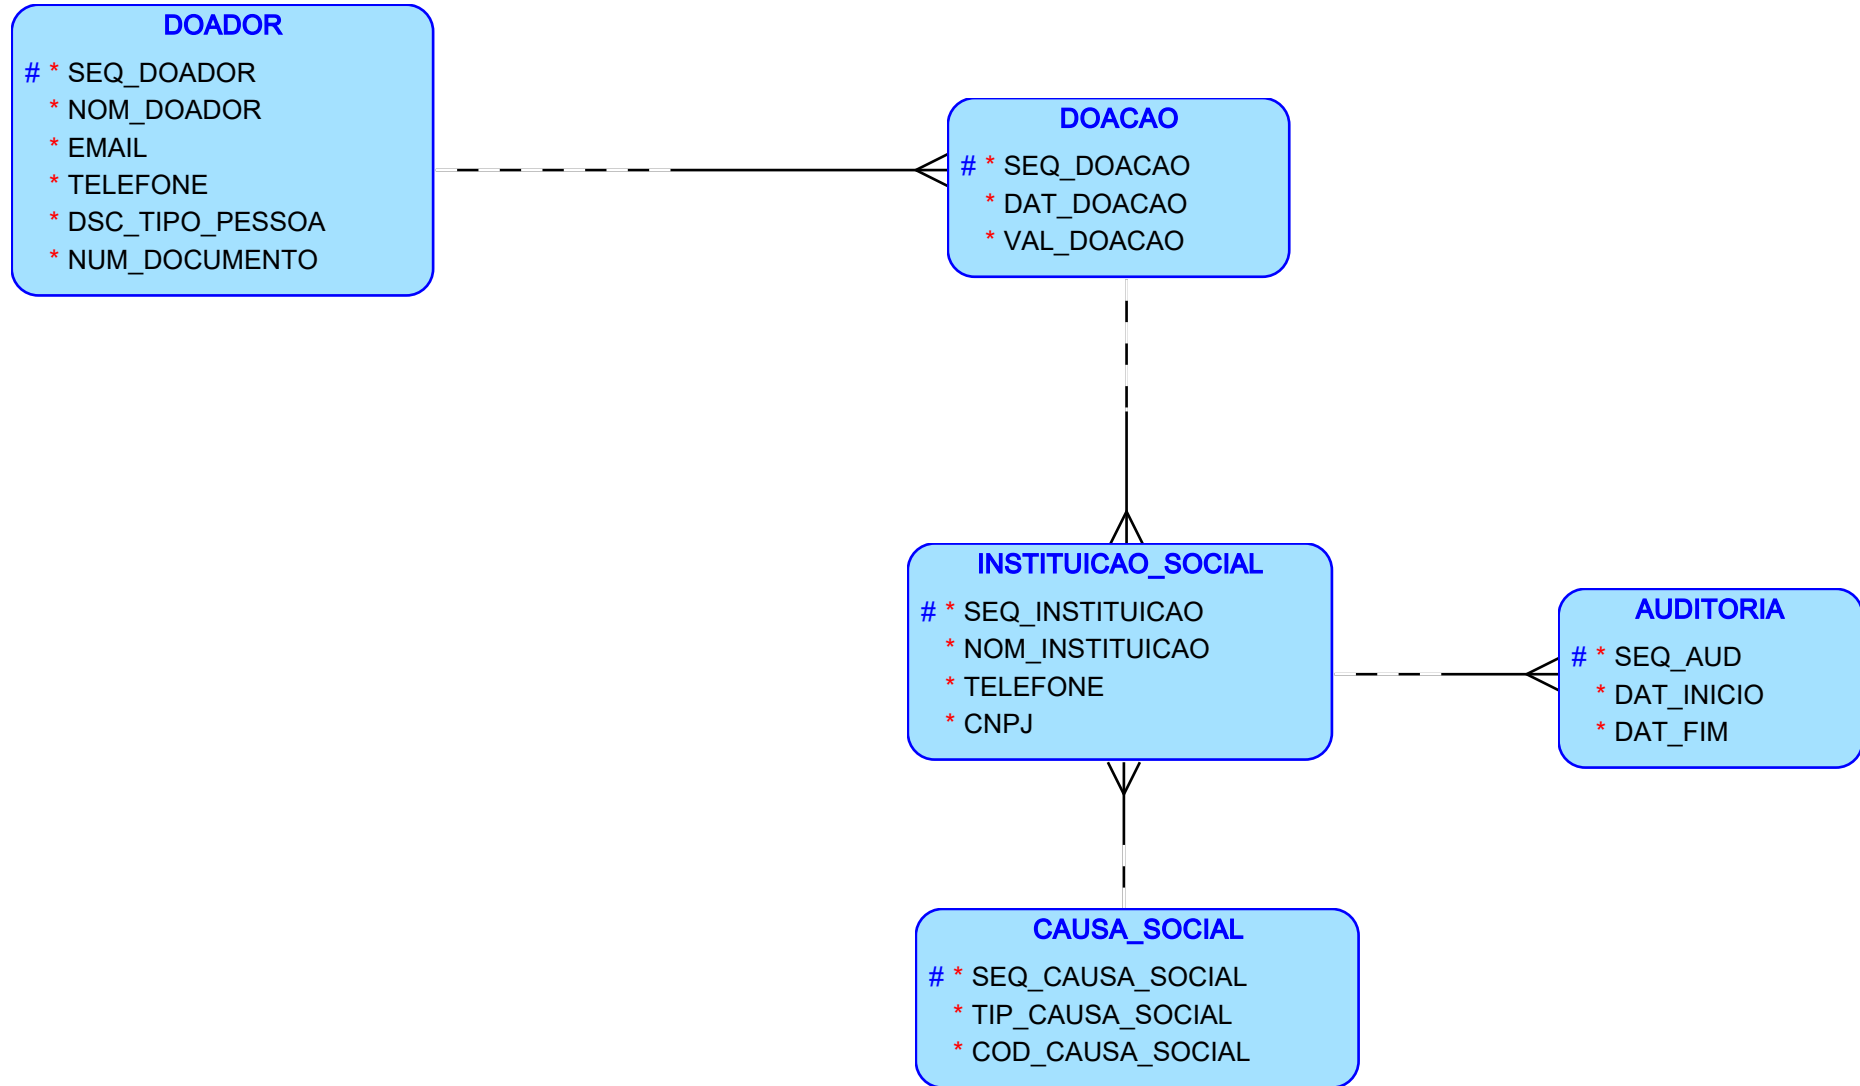 DOADOR
# * SEQ_DOADOR
* NOM_DOADOR
* EMAIL
* TELEFONE
* DSC_TIPO_PESSOA
* NUM_DOCUMENTO
DOACAO
# * SEQ_DOACAO
* DAT_DOACAO
* VAL_DOACAO
INSTITUICAO_SOCIAL
# * SEQ_INSTITUICAO
* NOM_INSTITUICAO
* TELEFONE
* CNPJ
AUDITORIA
# * SEQ_AUD
* DAT_INICIO
* DAT_FIM
CAUSA_SOCIAL
# * SEQ_CAUSA_SOCIAL
* TIP_CAUSA_SOCIAL
* COD_CAUSA_SOCIAL